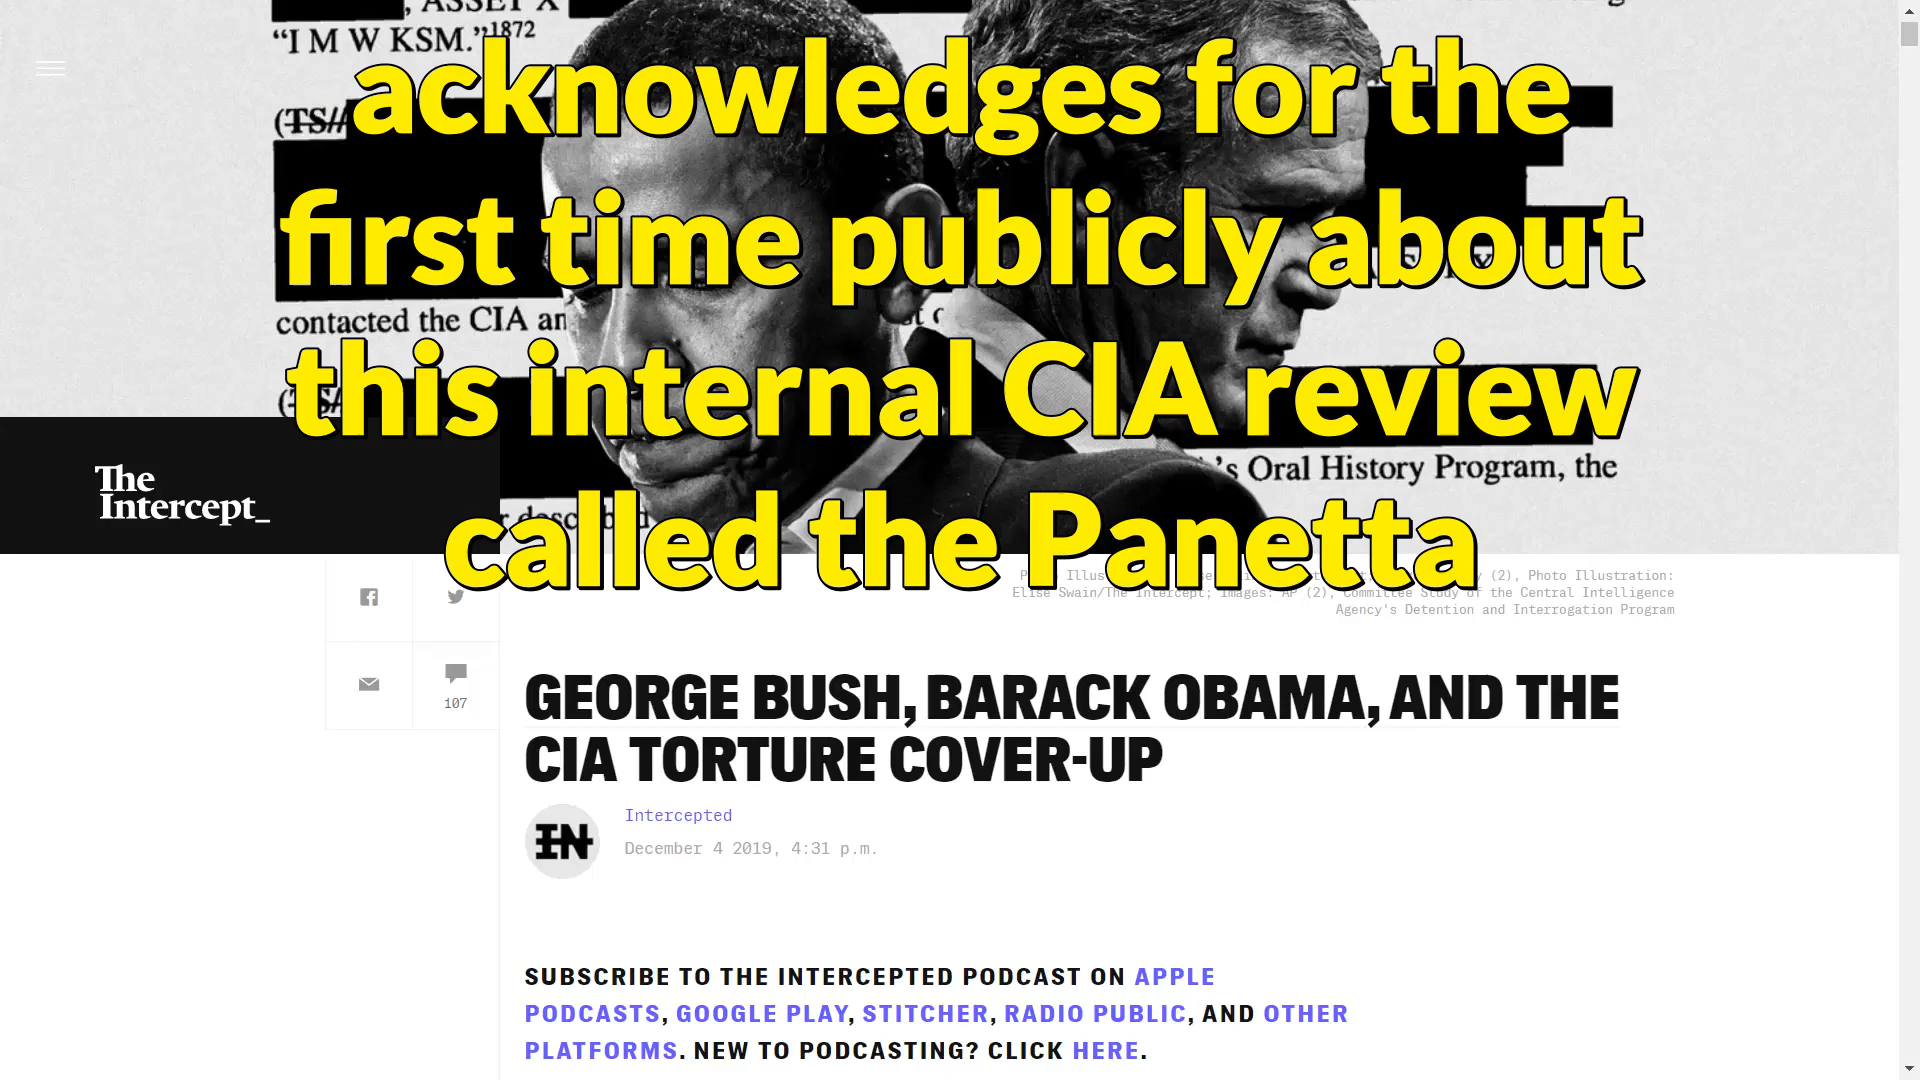 , ASSET X
“I M W KSM.”1872
acknowledges for the
(TS//
first time publicly about
contacted the CIA an
this internal CIA review
’s Oral History Program, the
The
Intercept_
called the Panetta
(2), Photo Illustration:
Elise Swain/The Intercept; Images: AP (2), Committee Study of the Central Intelligence
Agency's Detention and Interrogation Program
107
GEORGE BUSH, BARACK OBAMA, AND THE
CIA TORTURE COVER-UP
IN
Intercepted
December 4 2019, 4:31 p.m.
SUBSCRIBE TO THE INTERCEPTED PODCAST ON APPLE
PODCASTS, GOOGLE PLAY, STITCHER, RADIO PUBLIC, AND OTHER
PLATFORMS. NEW TO PODCASTING? CLICK HERE.